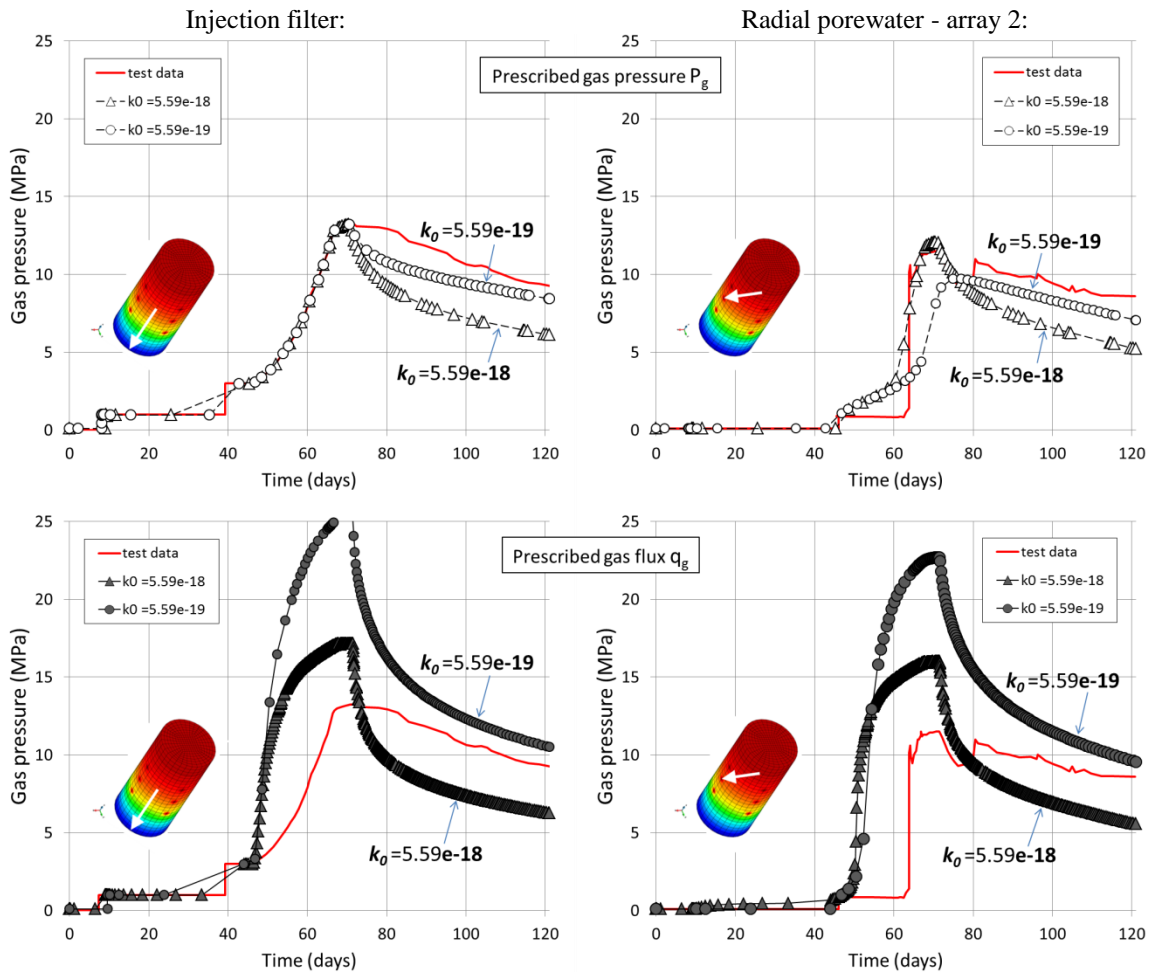 Injection filter:
Radial porewater - array 2:
Prescribed gas pressure Pg
25
20
15
10
5
0
Gas pressure (MPa)
test data
k0 =5.59e-18
k0 =5.59e-19
k0 =5.59e-19
k0 =5.59e-18
0 20 40 60 80 100 120
Time (days)
25
20
15
10
5
0
Gas pressure (MPa)
test data
k0 =5.59e-18
k0 =5.59e-19
k0 =5.59e-19
k0 =5.59e-18
0 20 40 60 80 100 120
Time (days)
Prescribed gas flux qg
25
20
15
10
5
0
Gas pressure (MPa)
test data
k0 =5.59e-18
k0 =5.59e-19
k0 =5.59e-19
k0 =5.59e-18
0 20 40 60 80 100 120
Time (days)
25
20
15
10
5
0
Gas pressure (MPa)
test data
k0 =5.59e-18
k0 =5.59e-19
k0 =5.59e-19
k0 =5.59e-18
0 20 40 60 80 100 120
Time (days)